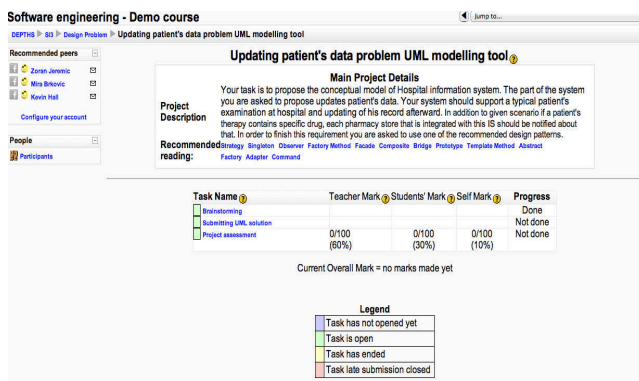 Software engineering - Demo course
Jump to...
DEPTHS SI3 Design Problem Updating patient's data problem UML modelling tool
Recommended peers
Zoran Jeremic
Mira Brkovic
Kevin Hall
Configure your account
People
Participants
Updating patient's data problem UML modelling tool
Main Project Details
Project Description
Your task is to propose the conceptual model of Hospital information system. The part of the system
you are asked to propose updates patient's data. Your system should support a typical patient's
examination at hospital and updating of his record afterward. In addition to given scenario if a patient's
therapy contains specific drug, each pharmacy store that is integrated with this IS should be notified about
that. In order to finish this requirement you are asked to use one of the recommended design patterns.
Recommended reading:
Strategy Singleton Observer Factory Method Facade Composite Bridge Prototype Template Method Abstract
Factory Adapter Command
Task Name Teacher Mark Students' Mark Self Mark Progress
Brainstorming Done
Submitting UML solution Not done
Project assessment 0/100 0/100 0/100 Not done
(60%) (30%) (10%)
Current Overall Mark = no marks made yet
Legend
Task has not opened yet
Task is open
Task has ended
Task late submission closed